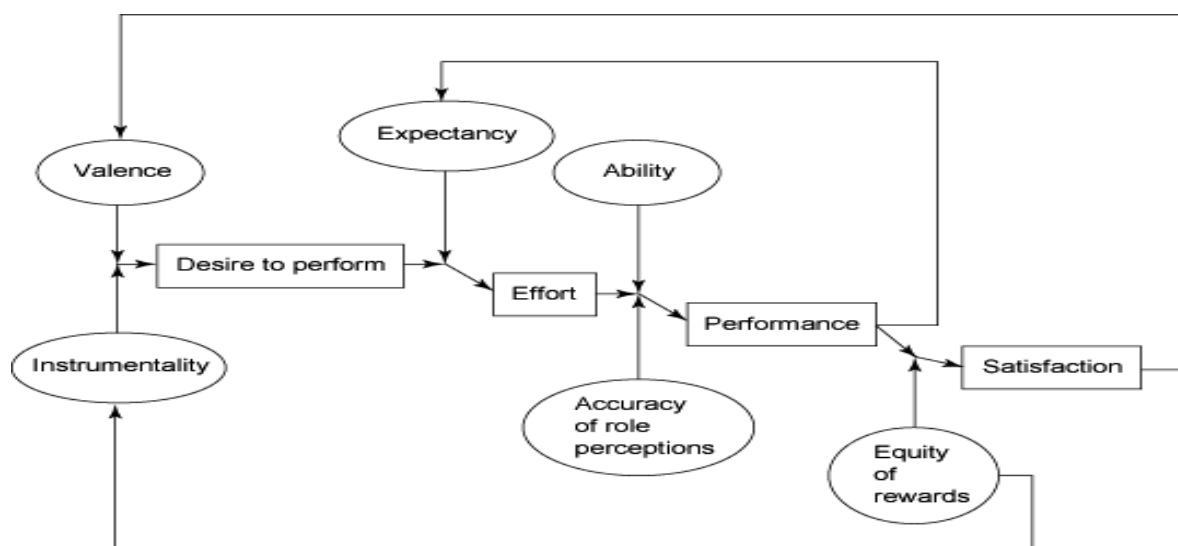 Expectancy
Valence
Ability
Desire to perform
Effort
Performance
Instrumentality
Satisfaction
Accuracy
of role
perceptions
Equity
of
rewards